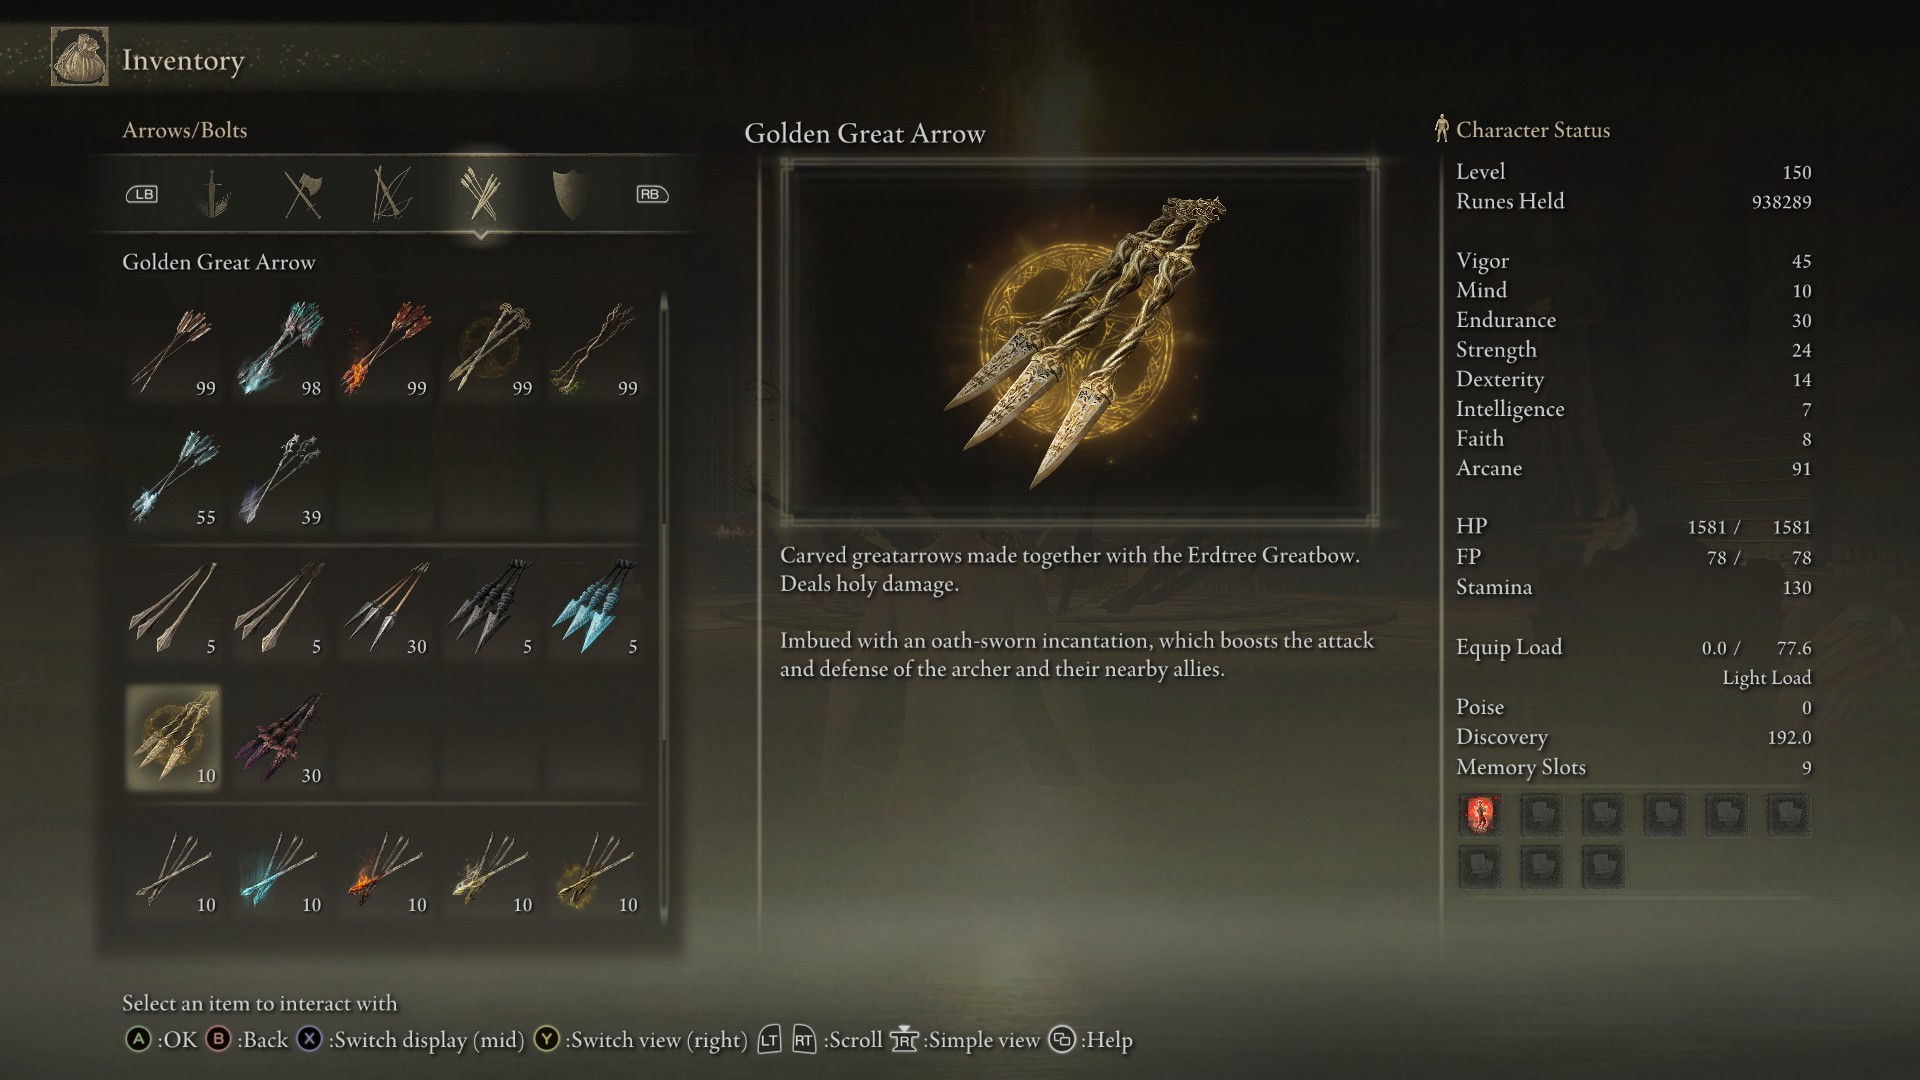 Inventory
Arrows/Bolts
LB
RB
Golden Great Arrow
99 98 99 99 99
55 39
5 5 30 5 5
10 30
10 10 10 10 10
Golden Great Arrow
Carved greatarrows made together with the Erdtree Greatbow.
Deals holy damage.
Imbued with an oath-sworn incantation, which boosts the attack
and defense of the archer and their nearby allies.
Character Status
Level 150
Runes Held 938289
Vigor 45
Mind 10
Endurance 30
Strength 24
Dexterity 14
Intelligence 7
Faith 8
Arcane 91
HP 1581 / 1581
FP 78 / 78
Stamina 130
Equip Load 0.0 / 77.6
Light Load
Poise 0
Discovery 192.0
Memory Slots 9
Select an item to interact with
A :OK B :Back X :Switch display (mid) Y :Switch view (right) LT RT :Scroll R :Simple view :Help